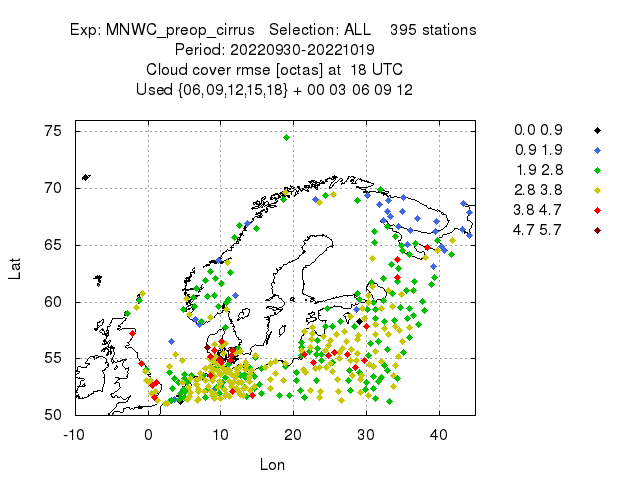 Exp: MNWC_preop_cirrus   Selection: ALL    395 stations
Period: 20220930-20221019
Cloud cover rmse [octas] at  18 UTC
Used {06,09,12,15,18} + 00 03 06 09 12
75
70
65
60
55
50
-10 0 10 20 30 40
Lat
Lon
0.0 0.9
0.9 1.9
1.9 2.8
2.8 3.8
3.8 4.7
4.7 5.7